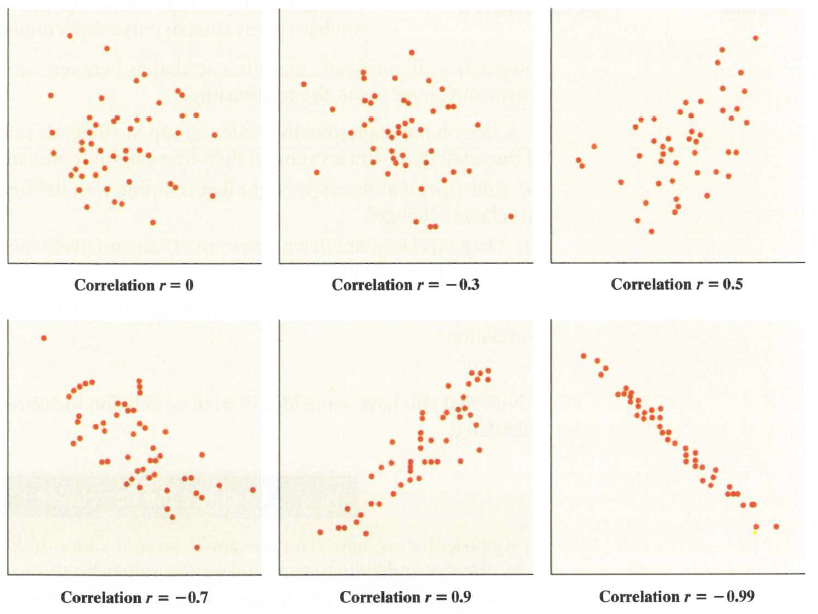 Correlation r = 0
Correlation r = −0.3
Correlation r = 0.5
Correlation r = −0.7
Correlation r = 0.9
Correlation r = −0.99